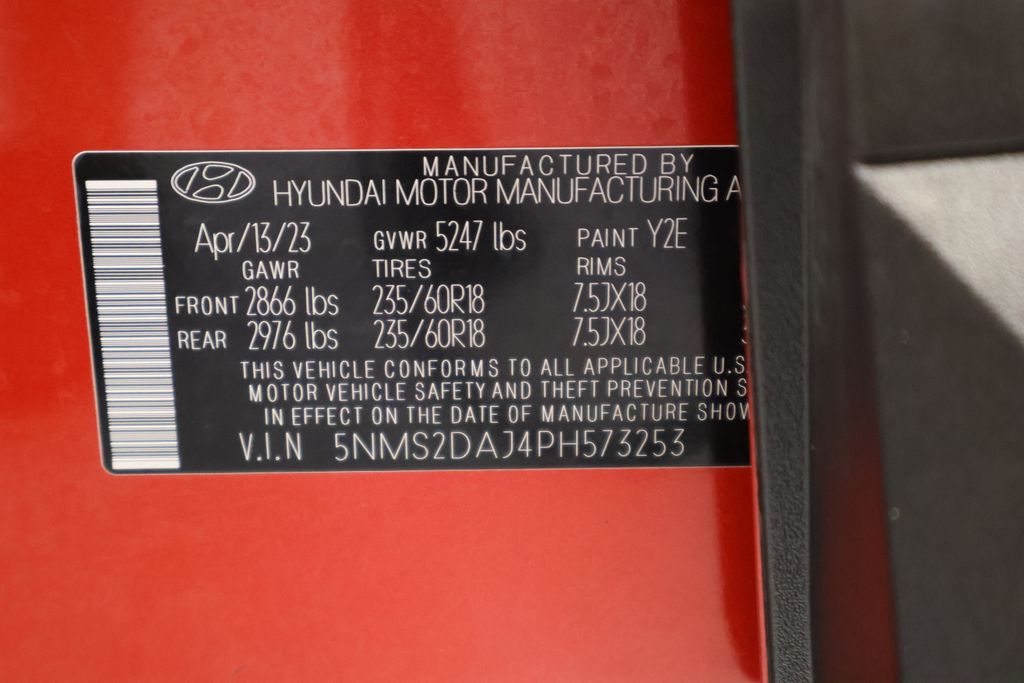 MANUFACTURED BY
HYUNDAI MOTOR MANUFACTURING A
Apr/13/23 GVWR 5247 lbs PAINT Y2E
GAWR TIRES RIMS
FRONT 2866 lbs 235/60R18 7.5JX18
REAR 2976 lbs 235/60R18 7.5JX18
THIS VEHICLE CONFORMS TO ALL APPLICABLE U.S
MOTOR VEHICLE SAFETY AND THEFT PREVENTION S
IN EFFECT ON THE DATE OF MANUFACTURE SHOW
V.I.N 5NMS2DAJ4PH573253